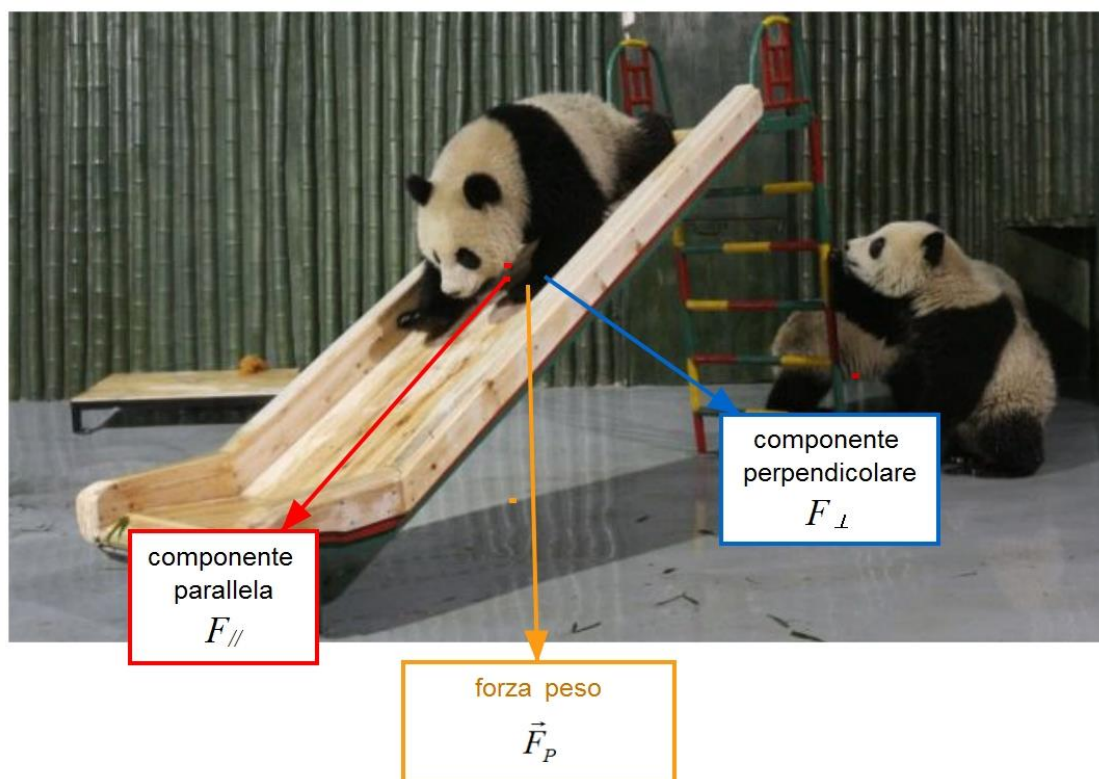 componente
perpendicolare
F⊥
componente
parallela
F//
forza peso
F⃗P